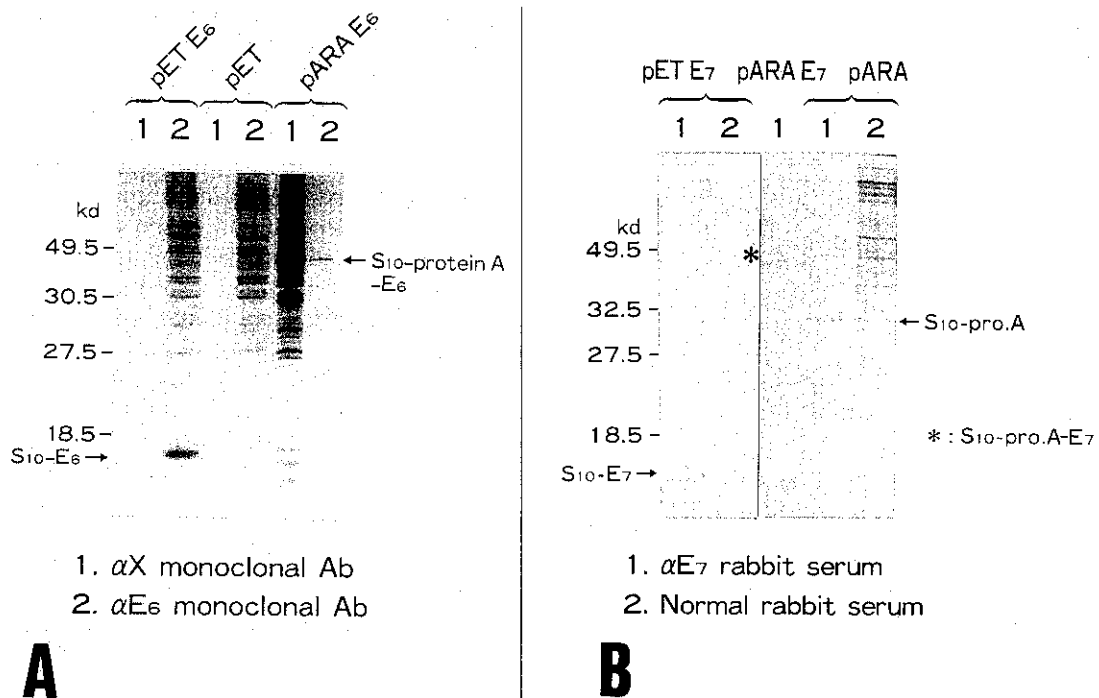 pET E6 pET pARA E6
1 2 1 2 1 2
kd
49.5 -
30.5 -
27.5 -
18.5 -
S10-E6 →
← S10-protein A
-E6
1. αX monoclonal Ab
2. αE6 monoclonal Ab
A
pET E7 pARA E7 pARA
1 2 1 1 2
kd
49.5 -
*
32.5 -
27.5 -
18.5 -
S10-E7 →
← S10-pro.A
* : S10-pro.A-E7
1. αE7 rabbit serum
2. Normal rabbit serum
B